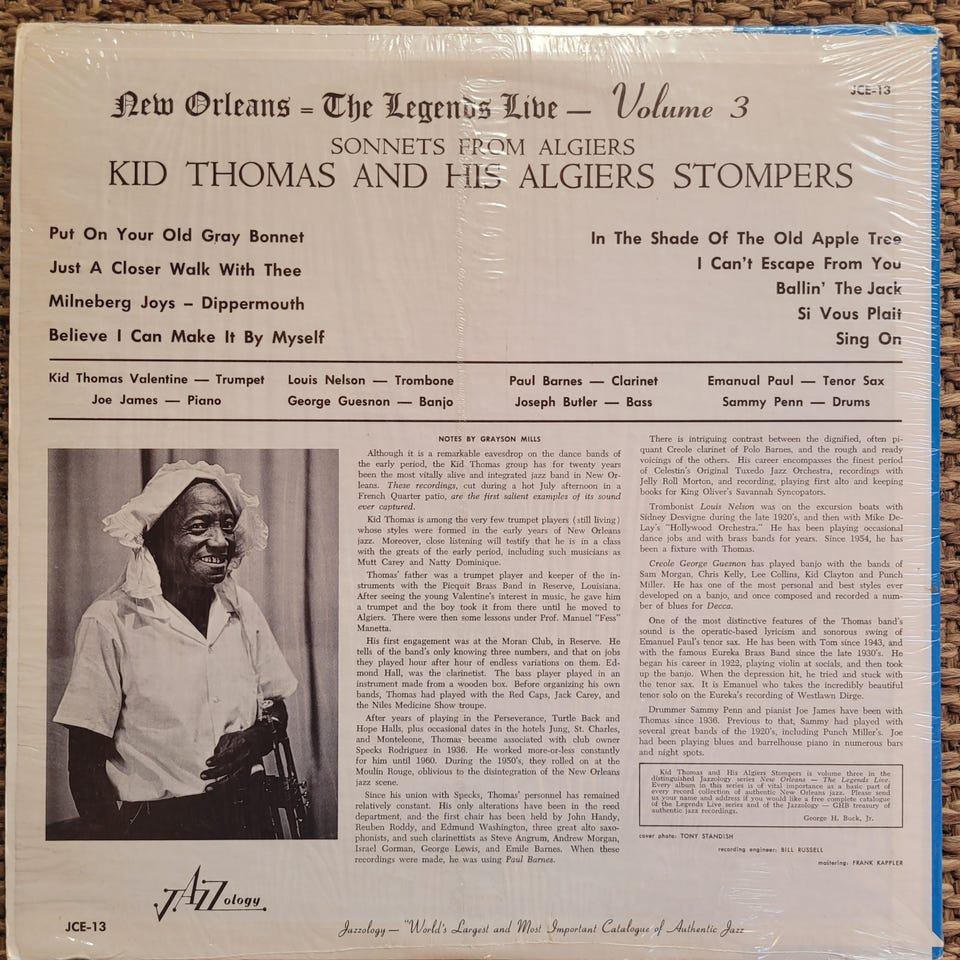 JCE-13
New Orleans = The Legends Live — Volume 3
SONNETS FROM ALGIERS
KID THOMAS AND HIS ALGIERS STOMPERS
Put On Your Old Gray Bonnet
Just A Closer Walk With Thee
Milneberg Joys – Dippermouth
Believe I Can Make It By Myself
In The Shade Of The Old Apple Tree
I Can't Escape From You
Ballin' The Jack
Si Vous Plait
Sing On
Kid Thomas Valentine — Trumpet Louis Nelson — Trombone Paul Barnes — Clarinet Emanual Paul — Tenor Sax
Joe James — Piano George Guesnon — Banjo Joseph Butler — Bass Sammy Penn — Drums
NOTES BY GRAYSON MILLS
Although it is a remarkable eavesdrop on the dance bands of
the early period, the Kid Thomas group has for twenty years
been the most vitally alive and integrated jazz band in New Or-
leans. These recordings, cut during a hot July afternoon in a
French Quarter patio, are the first salient examples of its sound
ever captured.
Kid Thomas is among the very few trumpet players (still living)
whose styles were formed in the early years of New Orleans
jazz. Moreover, close listening will testify that he is in a class
with the greats of the early period, including such musicians as
Mutt Carey and Natty Dominique.
Thomas' father was a trumpet player and keeper of the in-
struments with the Picquit Brass Band in Reserve, Louisiana.
After seeing the young Valentine's interest in music, he gave him
a trumpet and the boy took it from there until he moved to
Algiers. There were then some lessons under Prof. Manuel "Fess"
Manetta.
His first engagement was at the Moran Club, in Reserve. He
tells of the band's only knowing three numbers, and that on jobs
they played hour after hour of endless variations on them. Ed-
mond Hall, was the clarinetist. The bass player played in an
instrument made from a wooden box. Before organizing his own
bands, Thomas had played with the Red Caps, Jack Carey, and
the Niles Medicine Show troupe.
After years of playing in the Perseverance, Turtle Back and
Hope Halls, plus occasional dates in the hotels Jung, St. Charles,
and Monteleone, Thomas became associated with club owner
Specks Rodriguez in 1936. He worked more-or-less constantly
for him until 1960. During the 1950's, they rolled on at the
Moulin Rouge, oblivious to the disintegration of the New Orleans
jazz scene.
Since his union with Specks, Thomas' personnel has remained
relatively constant. His only alterations have been in the reed
department, and the first chair has been held by John Handy,
Reuben Roddy, and Edmund Washington, three great alto saxo-
phonists, and such clarinettists as Steve Angrum, Andrew Morgan,
Israel Gorman, George Lewis, and Emile Barnes. When these
recordings were made, he was using Paul Barnes.
There is intriguing contrast between the dignified, often pi-
quant Creole clarinet of Polo Barnes, and the rough and ready
voicings of the others. His career encompasses the finest period
of Celestin's Original Tuxedo Jazz Orchestra, recordings with
Jelly Roll Morton, and recording, playing first alto and keeping
books for King Oliver's Savannah Syncopators.
Trombonist Louis Nelson was on the excursion boats with
Sidney Desvigne during the late 1920's, and then with Mike De-
Lay's "Hollywood Orchestra." He has been playing occasional
dance jobs and with brass bands for years. Since 1954, he has
been a fixture with Thomas.
Creole George Guesnon has played banjo with the bands of
Sam Morgan, Chris Kelly, Lee Collins, Kid Clayton and Punch
Miller. He has one of the most personal and best styles ever
developed on a banjo, and once composed and recorded a num-
ber of blues for Decca.
One of the most distinctive features of the Thomas band's
sound is the operatic-based lyricism and sonorous swing of
Emanuel Paul's tenor sax. He has been with Tom since 1943, and
with the famous Eureka Brass Band since the late 1930's. He
began his career in 1922, playing violin at socials, and then took
up the banjo. When the depression hit, he tried and stuck with
the tenor sax. It is Emanuel who takes the incredibly beautiful
tenor solo on the Eureka's recording of Westlawn Dirge.
Drummer Sammy Penn and pianist Joe James have been with
Thomas since 1936. Previous to that, Sammy had played with
several great bands of the 1920's, including Punch Miller's. Joe
had been playing blues and barrelhouse piano in numerous bars
and night spots.
Kid Thomas and His Algiers Stompers is volume three in the
distinguished Jazzology series New Orleans — The Legends Live.
Every album in this series is of vital importance as a basic part of
every record collection of authentic New Orleans jazz. Please send
us your name and address if you would like a free complete catalogue
of the Legends Live series and of the Jazzology — GHB treasury of
authentic jazz recordings.
George H. Buck, Jr.
cover photo: TONY STANDISH
recording engineer: BILL RUSSELL
mastering: FRANK KAPPLER
JAZZology
JCE-13
Jazzology — "World's Largest and Most Important Catalogue of Authentic Jazz